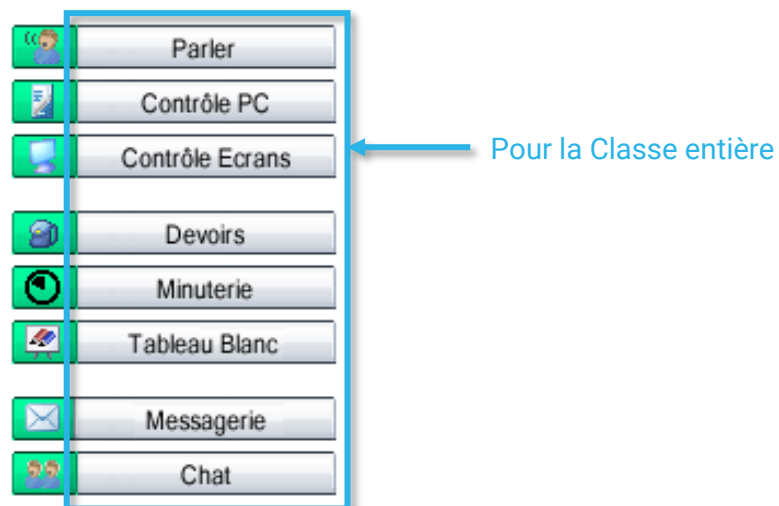 Parler
Contrôle PC
Contrôle Ecrans
Pour la Classe entière
Devoirs
Minuterie
Tableau Blanc
Messagerie
Chat